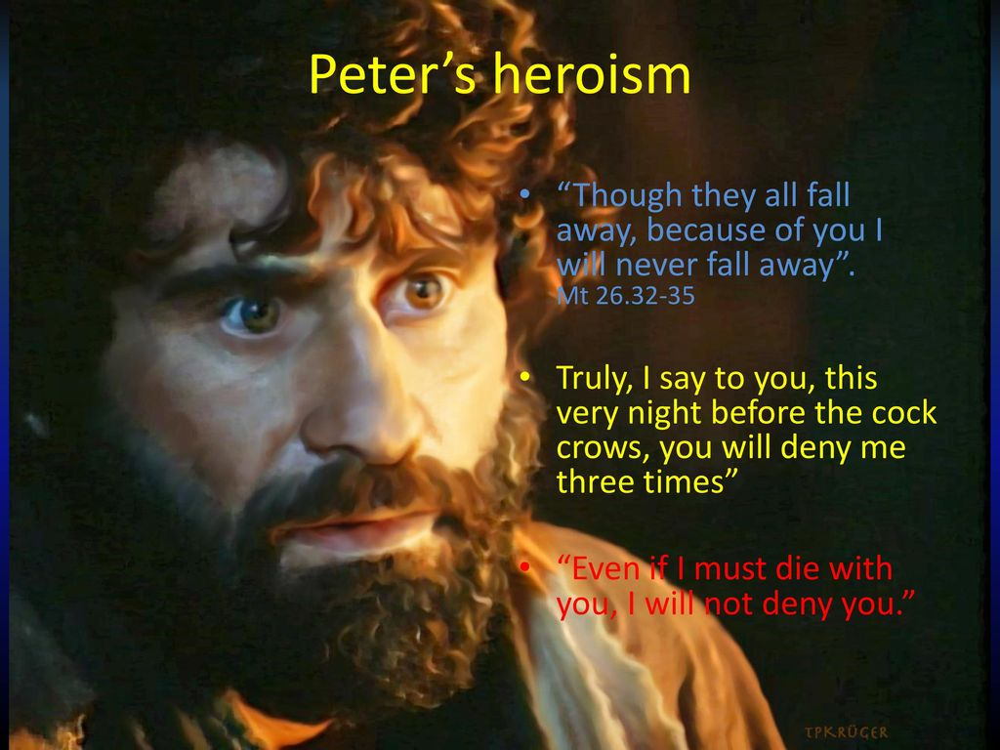 Peter’s heroism
• “Though they all fall
away, because of you I
will never fall away”.
Mt 26.32-35
• Truly, I say to you, this
very night before the cock
crows, you will deny me
three times”
• “Even if I must die with
you, I will not deny you.”
TPKRÜGER